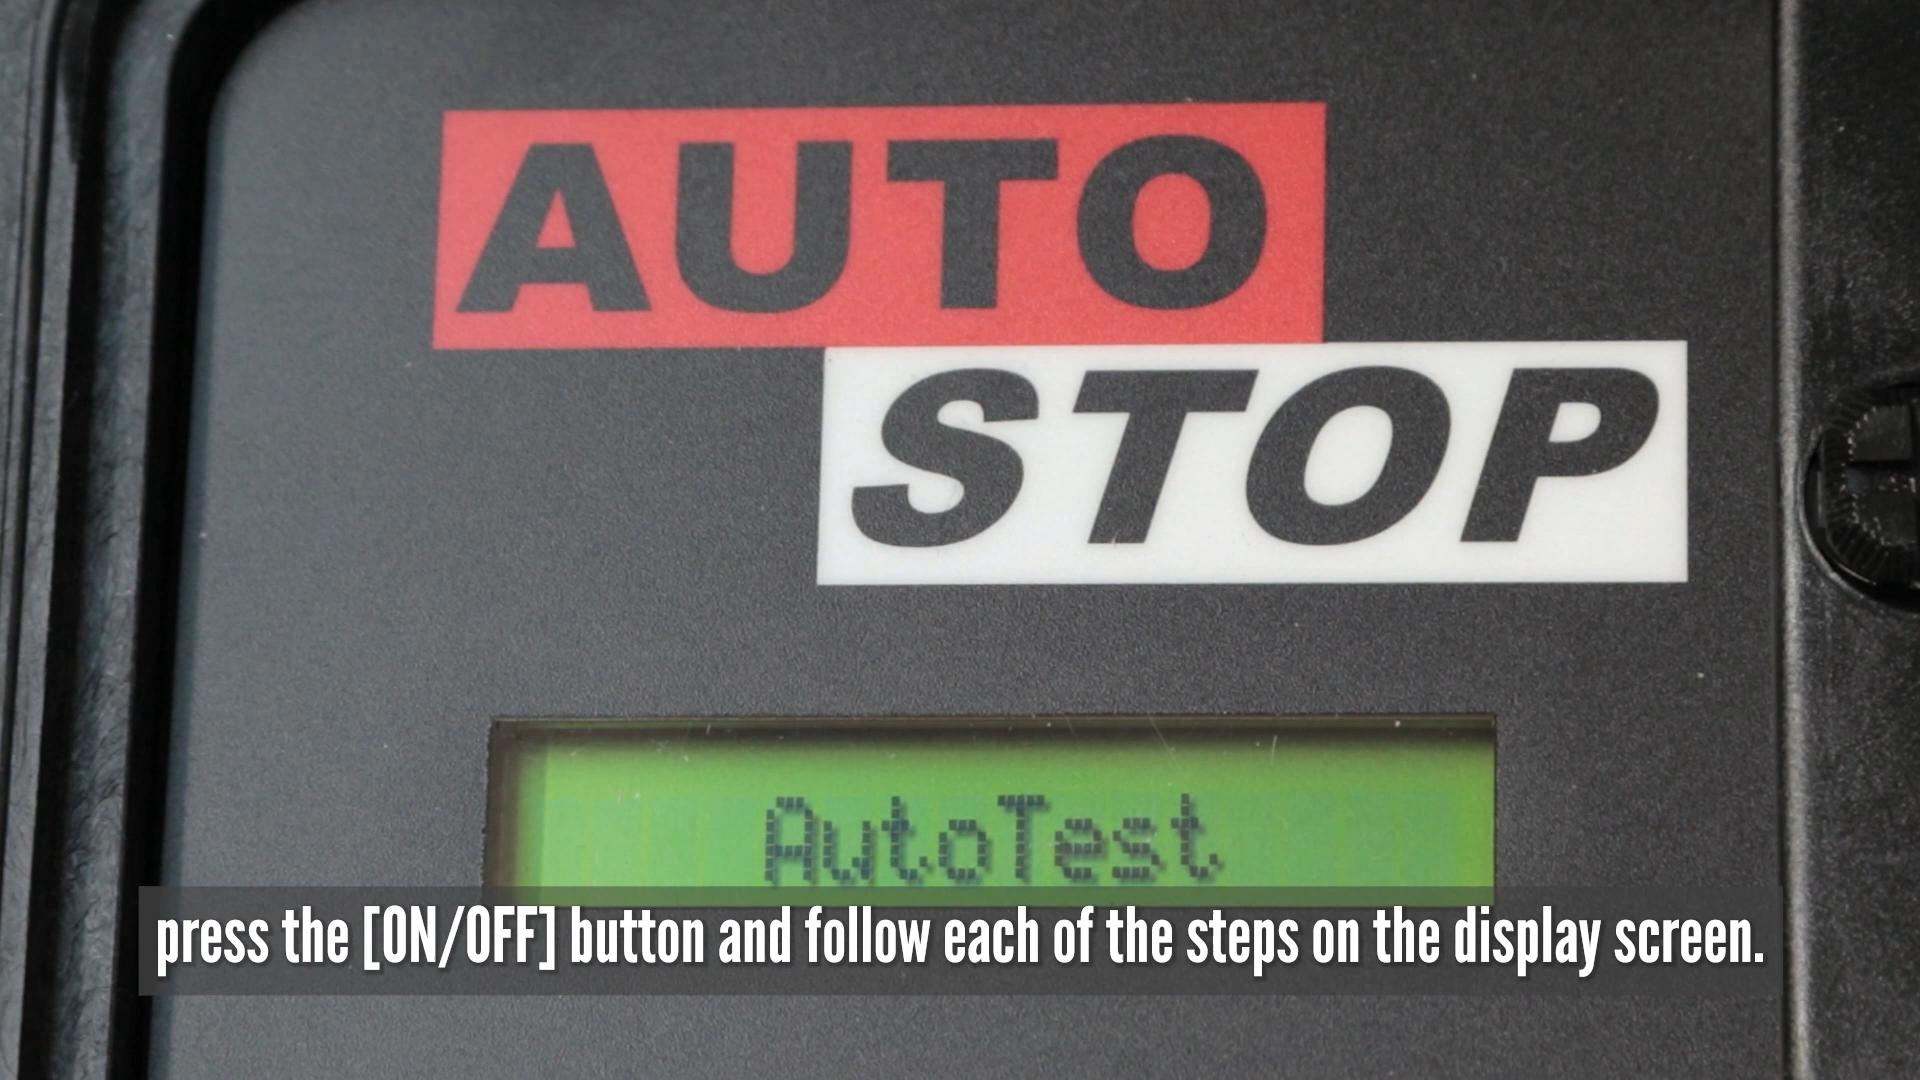 AUTO
STOP
AutoTest
press the [ON/OFF] button and follow each of the steps on the display screen.